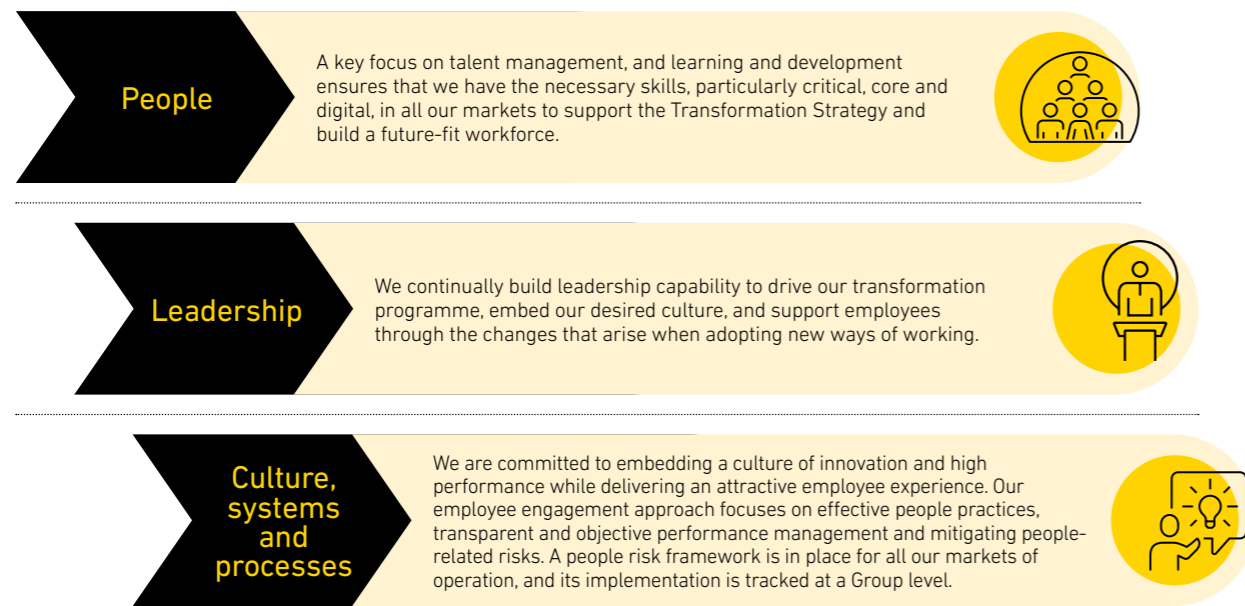 People
A key focus on talent management, and learning and development
ensures that we have the necessary skills, particularly critical, core and
digital, in all our markets to support the Transformation Strategy and
build a future-fit workforce.
Leadership
We continually build leadership capability to drive our transformation
programme, embed our desired culture, and support employees
through the changes that arise when adopting new ways of working.
Culture,
systems
and
processes
We are committed to embedding a culture of innovation and high
performance while delivering an attractive employee experience. Our
employee engagement approach focuses on effective people practices,
transparent and objective performance management and mitigating people-
related risks. A people risk framework is in place for all our markets of
operation, and its implementation is tracked at a Group level.